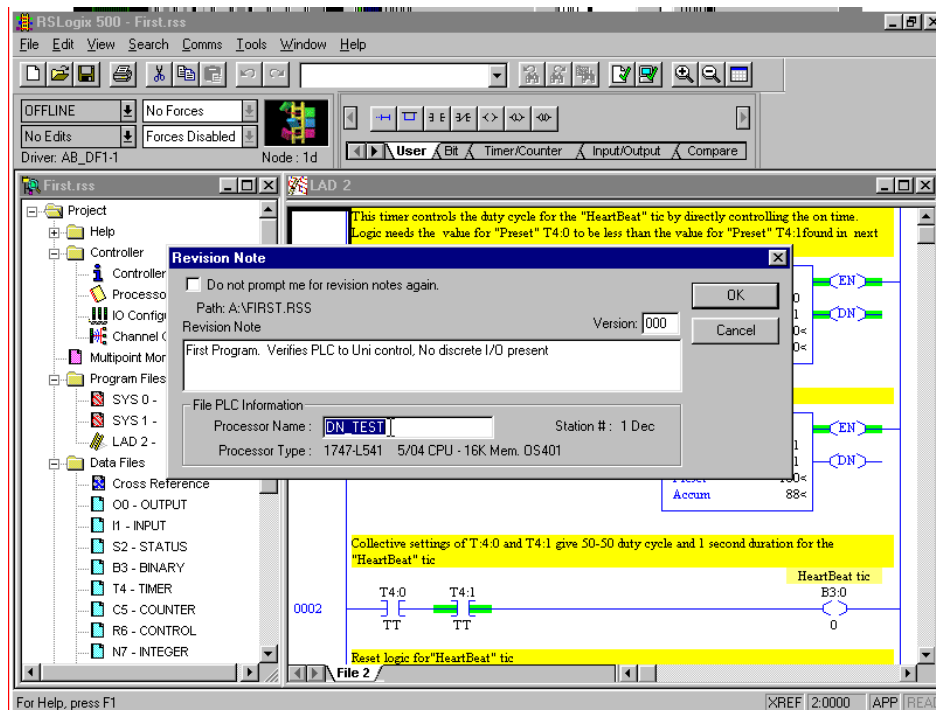 RSLogix 500 - First.rss
File Edit View Search Comms Tools Window Help
OFFLINE
No Forces
No Edits
Forces Disabled
Driver: AB_DF1-1
Node : 1d
User Bit Timer/Counter Input/Output Compare
First.rss
Project
Help
Controller
Controller
IO
Channel
Multipoint
Program Files
SYS 0 -
SYS 1 -
LAD 2 -
Data Files
Cross Reference
O0 - OUTPUT
I1 - INPUT
S2 - STATUS
B3 - BINARY
T4 - TIMER
C5 - COUNTER
R6 - CONTROL
N7 - INTEGER
LAD 2
This timer controls the duty cycle for the "HeartBeat" tic by directly controlling the on time.
Logic needs the value for "Preset" T4:0 to be less than the value for "Preset" T4:1found in next
EN
DN
Revision Note
Do not prompt me for revision notes again.
Path: A:\FIRST.RSS
Revision Note
Version: 000
First Program. Verifies PLC to Uni control, No discrete I/O present
File PLC Information
Processor Name : DN_TEST
Station # : 1 Dec
Processor Type : 1747-L541 5/04 CPU - 16K Mem. OS401
OK
Cancel
EN
DN
Accum 88<
Collective settings of T:4:0 and T4:1 give 50-50 duty cycle and 1 second duration for the
"HeartBeat" tic
HeartBeat tic
T4:0 T4:1 B3:0
0002
TT TT 0
Reset logic for"HeartBeat" tic
File 2
For Help, press F1
XREF 2:0000 APP READ